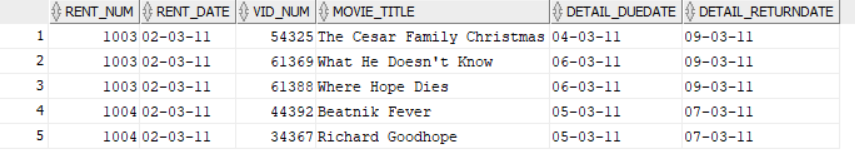 RENT_NUM RENT_DATE VID_NUM MOVIE_TITLE DETAIL_DUEDATE DETAIL_RETURNDATE
1 1003 02-03-11 54325 The Cesar Family Christmas 04-03-11 09-03-11
2 1003 02-03-11 61369 What He Doesn't Know 06-03-11 09-03-11
3 1003 02-03-11 61388 Where Hope Dies 06-03-11 09-03-11
4 1004 02-03-11 44392 Beatnik Fever 05-03-11 07-03-11
5 1004 02-03-11 34367 Richard Goodhope 05-03-11 07-03-11